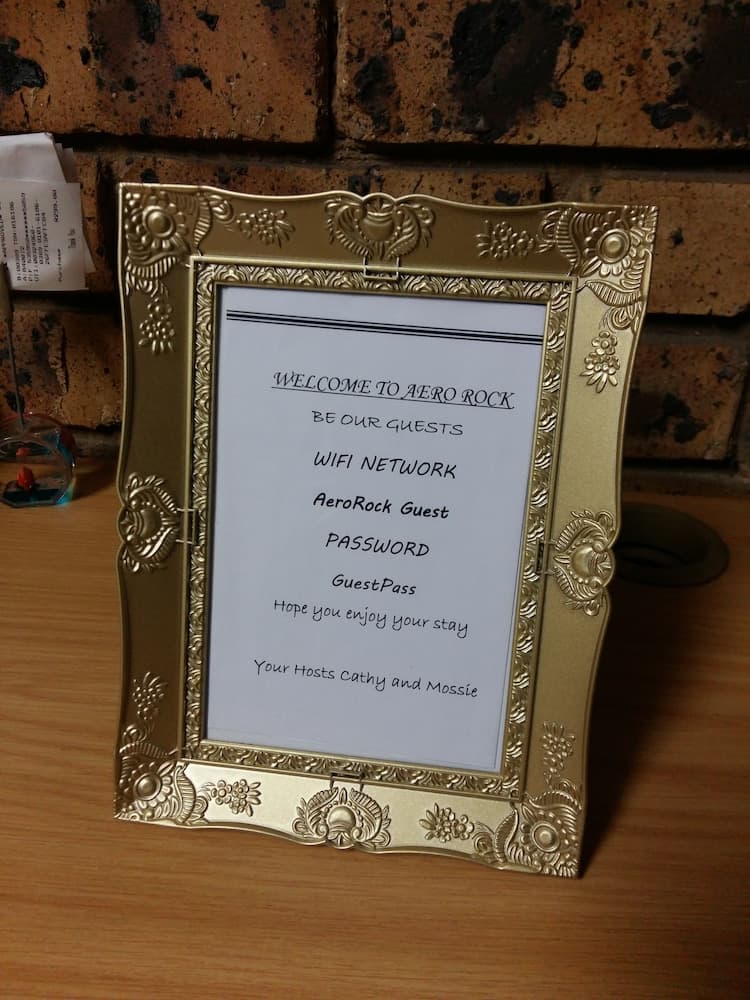 WELCOME TO AERO ROCK
BE OUR GUESTS
WIFI NETWORK
AeroRock Guest
PASSWORD
GuestPass
Hope you enjoy your stay
Your Hosts Cathy and Mossie
Purchase